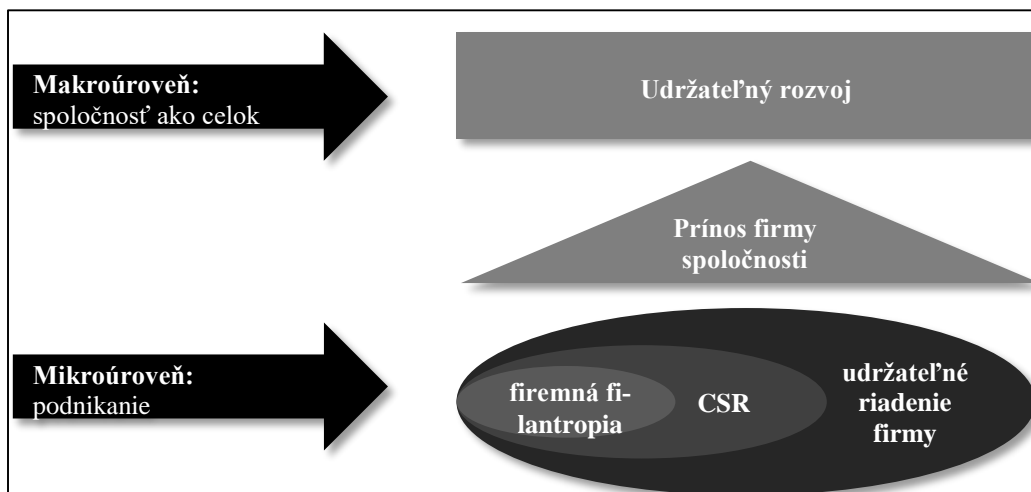 Makroúroveň:
spoločnosť ako celok
Udržateľný rozvoj
Prínos firmy
spoločnosti
Mikroúroveň:
podnikanie
firemná fi-
lantropia
CSR
udržateľné
riadenie
firmy